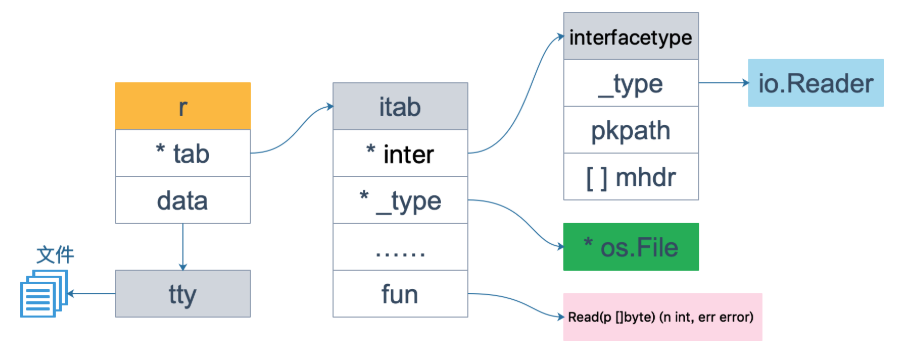 r
* tab
data
文件
tty
itab
* inter
* _type
……
fun
interfacetype
_type
pkpath
[ ] mhdr
io.Reader
* os.File
Read(p []byte) (n int, err error)